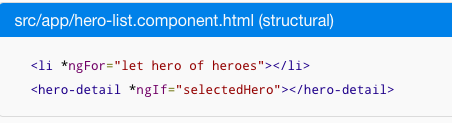 src/app/hero-list.component.html (structural)
<li *ngFor="let hero of heroes"></li>
<hero-detail *ngIf="selectedHero"></hero-detail>